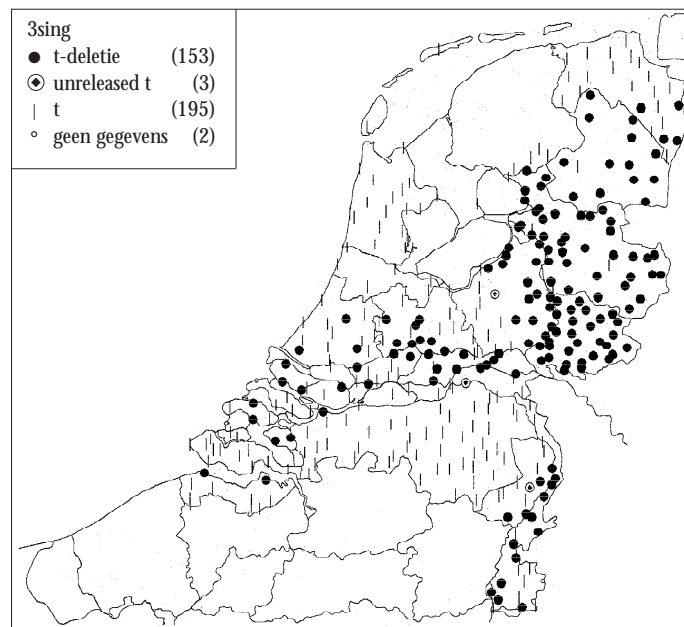 3sing
t-deletie (153)
unreleased t (3)
t (195)
geen gegevens (2)